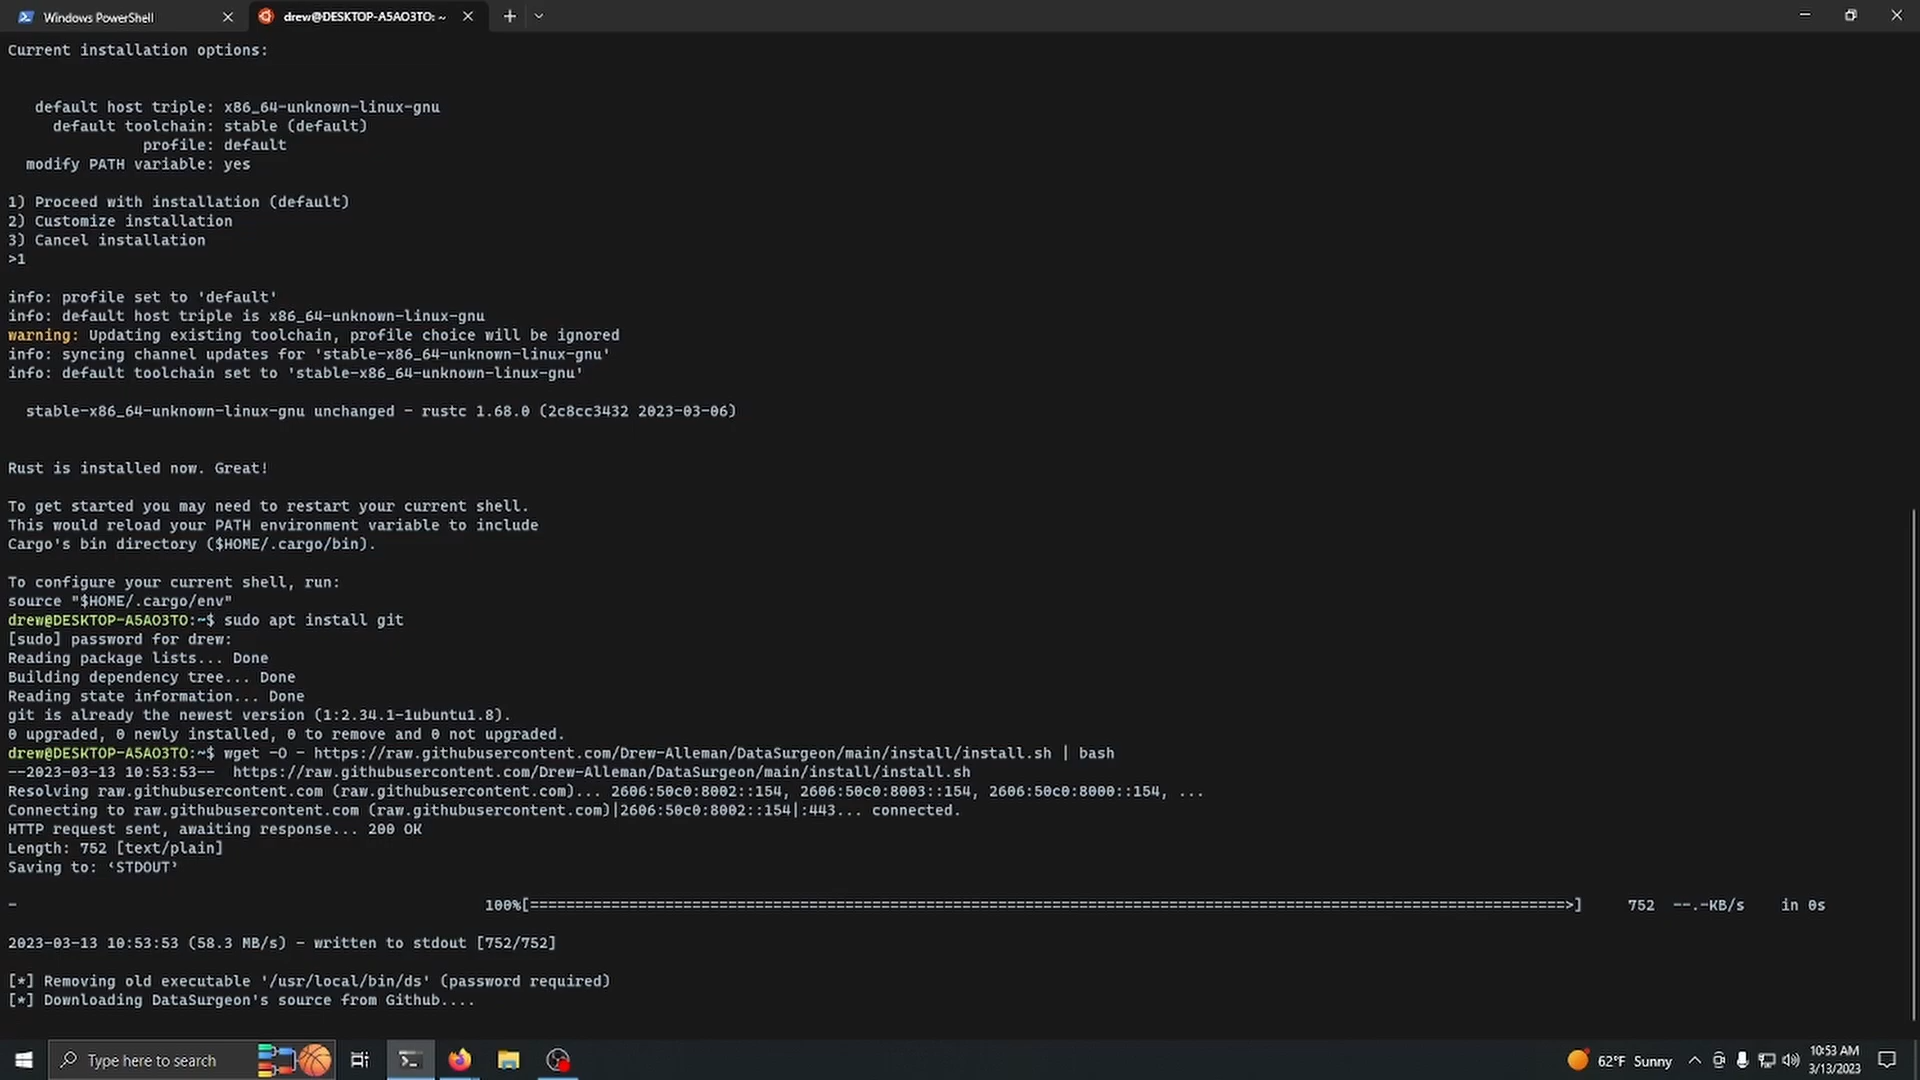 Windows PowerShell
drew@DESKTOP-A5AO3TO: ~
Current installation options:
default host triple: x86_64-unknown-linux-gnu
default toolchain: stable (default)
profile: default
modify PATH variable: yes
1) Proceed with installation (default)
2) Customize installation
3) Cancel installation
>1
info: profile set to 'default'
info: default host triple is x86_64-unknown-linux-gnu
warning: Updating existing toolchain, profile choice will be ignored
info: syncing channel updates for 'stable-x86_64-unknown-linux-gnu'
info: default toolchain set to 'stable-x86_64-unknown-linux-gnu'
stable-x86_64-unknown-linux-gnu unchanged - rustc 1.68.0 (2c8cc3432 2023-03-06)
Rust is installed now. Great!
To get started you may need to restart your current shell.
This would reload your PATH environment variable to include
Cargo's bin directory ($HOME/.cargo/bin).
To configure your current shell, run:
source "$HOME/.cargo/env"
drew@DESKTOP-A5AO3TO:~$ sudo apt install git
[sudo] password for drew:
Reading package lists... Done
Building dependency tree... Done
Reading state information... Done
git is already the newest version (1:2.34.1-1ubuntu1.8).
0 upgraded, 0 newly installed, 0 to remove and 0 not upgraded.
drew@DESKTOP-A5AO3TO:~$ wget -O - https://raw.githubusercontent.com/Drew-Alleman/DataSurgeon/main/install/install.sh | bash
--2023-03-13 10:53:53--  https://raw.githubusercontent.com/Drew-Alleman/DataSurgeon/main/install/install.sh
Resolving raw.githubusercontent.com (raw.githubusercontent.com)... 2606:50c0:8002::154, 2606:50c0:8003::154, 2606:50c0:8000::154, ...
Connecting to raw.githubusercontent.com (raw.githubusercontent.com)|2606:50c0:8002::154|:443... connected.
HTTP request sent, awaiting response... 200 OK
Length: 752 [text/plain]
Saving to: ‘STDOUT’
- 100%[===================================================================================================================>] 752 --.-KB/s in 0s
2023-03-13 10:53:53 (58.3 MB/s) - written to stdout [752/752]
[*] Removing old executable '/usr/local/bin/ds' (password required)
[*] Downloading DataSurgeon's source from Github....
Type here to search
62°F Sunny
10:53 AM
3/13/2023